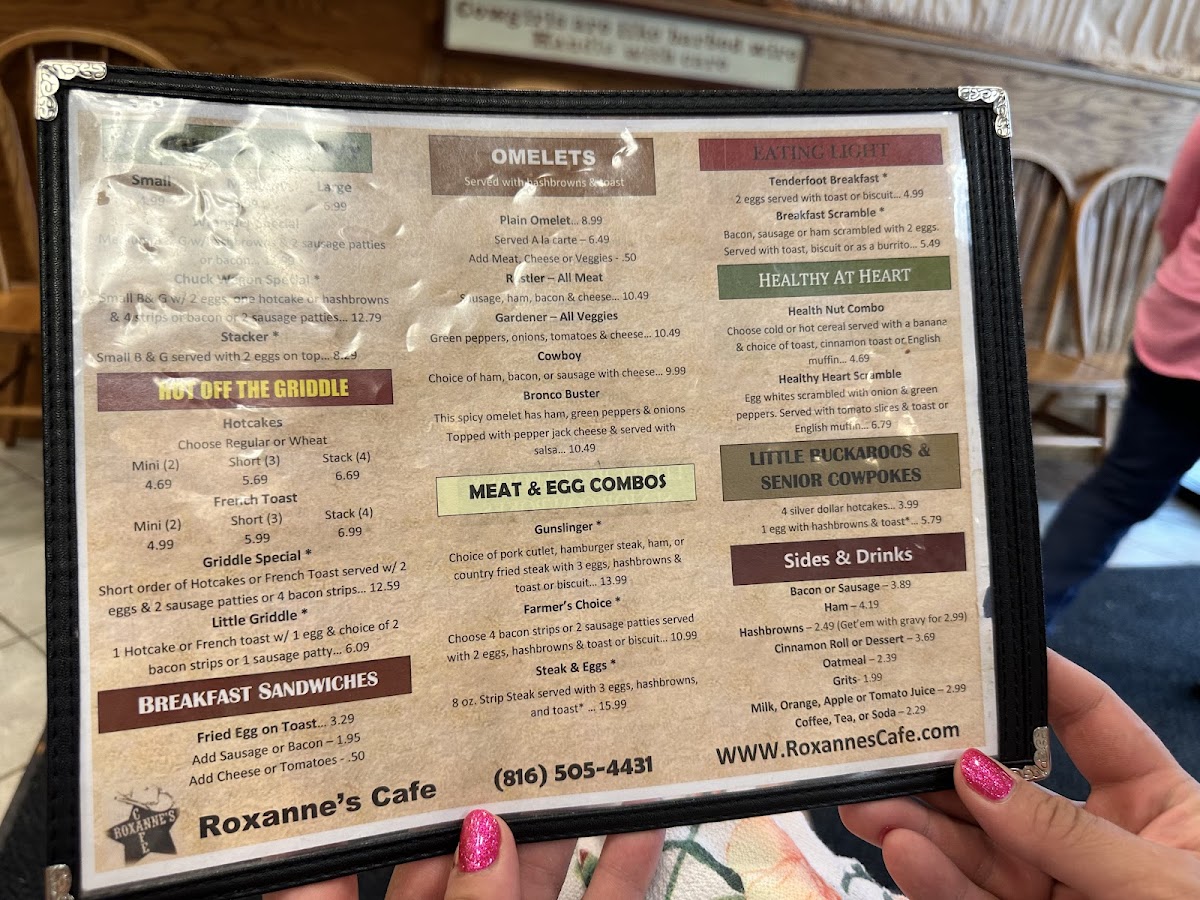 Cowgirls are like barbed wire
Handle with care
Small
Large
5.99
Special
2 sausage patties
or bacon...
Chuck Wagon Special *
Small B& G w/ 2 eggs, one hotcake or hashbrowns
& 4 strips or bacon or 2 sausage patties... 12.79
Stacker *
Small B & G served with 2 eggs on top... 8.29
HOT OFF THE GRIDDLE
Hotcakes
Choose Regular or Wheat
Mini (2) Short (3) Stack (4)
4.69 5.69 6.69
French Toast
Mini (2) Short (3) Stack (4)
4.99 5.99 6.99
Griddle Special *
Short order of Hotcakes or French Toast served w/ 2
eggs & 2 sausage patties or 4 bacon strips... 12.59
Little Griddle *
1 Hotcake or French toast w/ 1 egg & choice of 2
bacon strips or 1 sausage patty... 6.09
BREAKFAST SANDWICHES
Fried Egg on Toast... 3.29
Add Sausage or Bacon – 1.95
Add Cheese or Tomatoes - .50
OMELETS
Served with hashbrowns & toast
Plain Omelet... 8.99
Served A la carte – 6.49
Add Meat, Cheese or Veggies - .50
Rustler – All Meat
Sausage, ham, bacon & cheese... 10.49
Gardener – All Veggies
Green peppers, onions, tomatoes & cheese... 10.49
Cowboy
Choice of ham, bacon, or sausage with cheese... 9.99
Bronco Buster
This spicy omelet has ham, green peppers & onions
Topped with pepper jack cheese & served with
salsa... 10.49
MEAT & EGG COMBOS
Gunslinger *
Choice of pork cutlet, hamburger steak, ham, or
country fried steak with 3 eggs, hashbrowns &
toast or biscuit... 13.99
Farmer's Choice *
Choose 4 bacon strips or 2 sausage patties served
with 2 eggs, hashbrowns & toast or biscuit... 10.99
Steak & Eggs *
8 oz. Strip Steak served with 3 eggs, hashbrowns,
and toast* ... 15.99
EATING LIGHT
Tenderfoot Breakfast *
2 eggs served with toast or biscuit... 4.99
Breakfast Scramble *
Bacon, sausage or ham scrambled with 2 eggs.
Served with toast, biscuit or as a burrito... 5.49
HEALTHY AT HEART
Health Nut Combo
Choose cold or hot cereal served with a banana
& choice of toast, cinnamon toast or English
muffin... 4.69
Healthy Heart Scramble
Egg whites scrambled with onion & green
peppers. Served with tomato slices & toast or
English muffin... 6.79
LITTLE BUCKAROOS &
SENIOR COWPOKES
4 silver dollar hotcakes... 3.99
1 egg with hashbrowns & toast*... 5.79
Sides & Drinks
Bacon or Sausage – 3.89
Ham – 4.19
Hashbrowns – 2.49 (Get'em with gravy for 2.99)
Cinnamon Roll or Dessert – 3.69
Oatmeal – 2.39
Grits- 1.99
Milk, Orange, Apple or Tomato Juice – 2.99
Coffee, Tea, or Soda – 2.29
ROXANNE'S
CAFE
Roxanne's Cafe
(816) 505-4431
WWW.RoxannesCafe.com